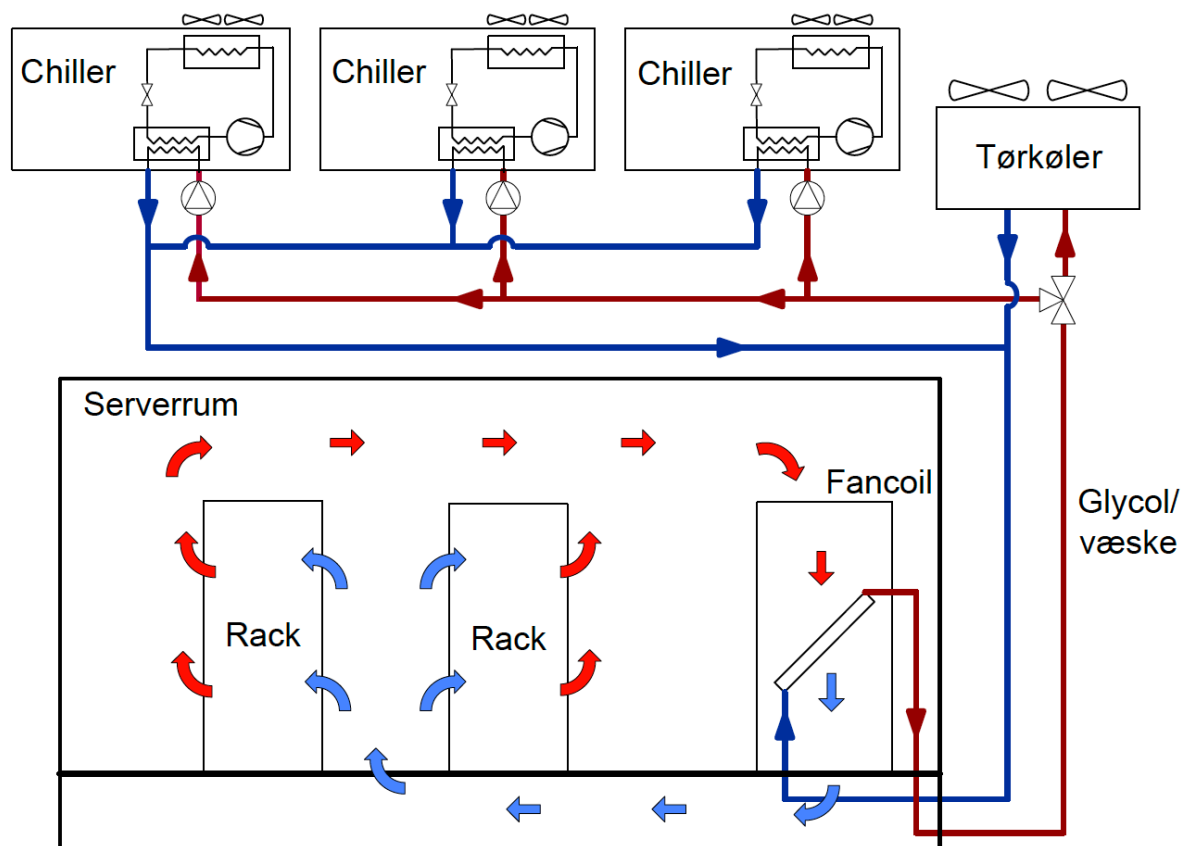 Chiller
Chiller
Chiller
Tørkøler
Serverrum
Fancoil
Glycol/
væske
Rack
Rack